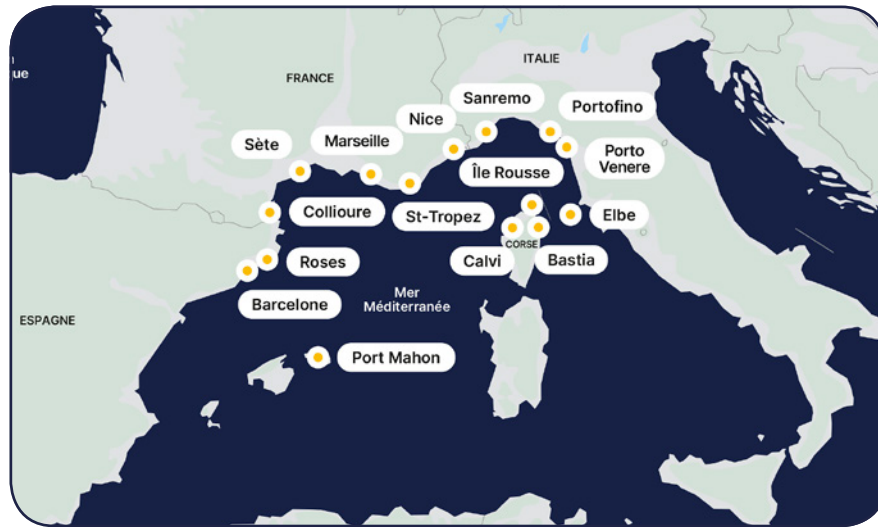 ITALIE
FRANCE
Sanremo
Portofino
Nice
Marseille
Sète
Porto
Venere
Île Rousse
Collioure
St-Tropez
Elbe
CORSE
Roses
Calvi
Bastia
Barcelone
Mer
Méditerranée
ESPAGNE
Port Mahon